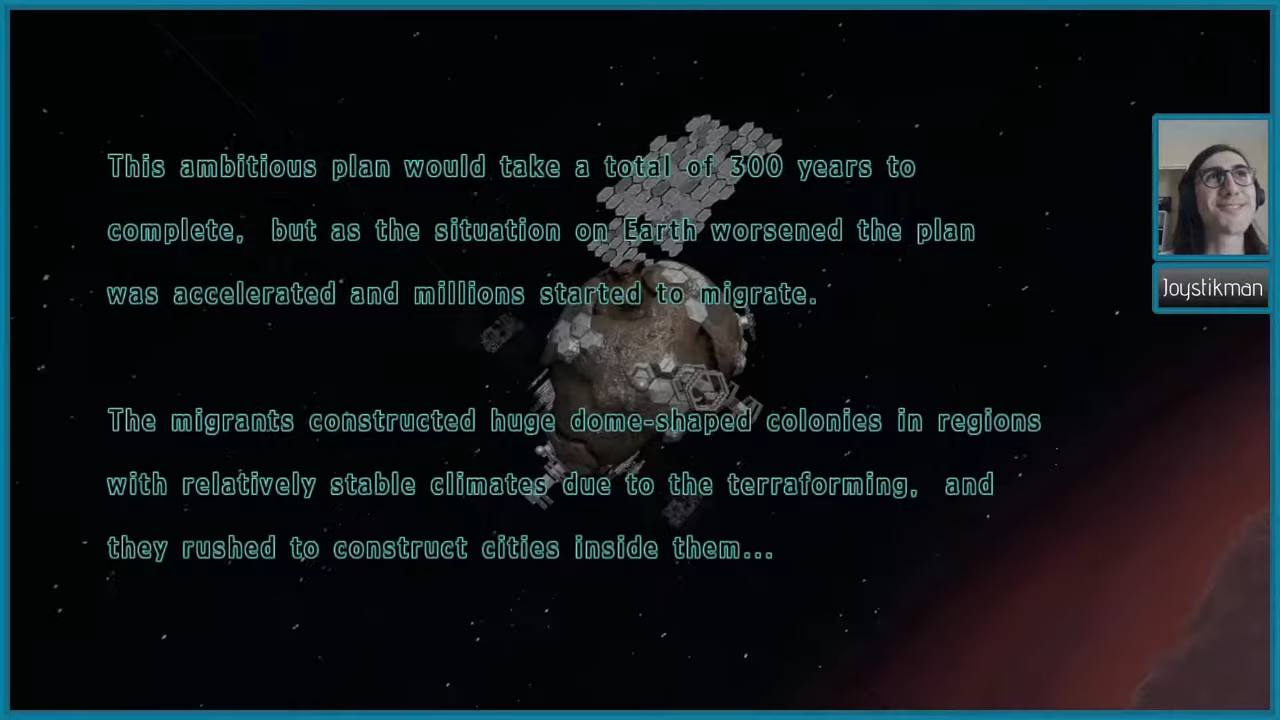 This ambitious plan would take a total of 300 years to
complete, but as the situation on Earth worsened the plan
was accelerated and millions started to migrate.
The migrants constructed huge dome-shaped colonies in regions
with relatively stable climates due to the terraforming, and
they rushed to construct cities inside them...
Joystikman